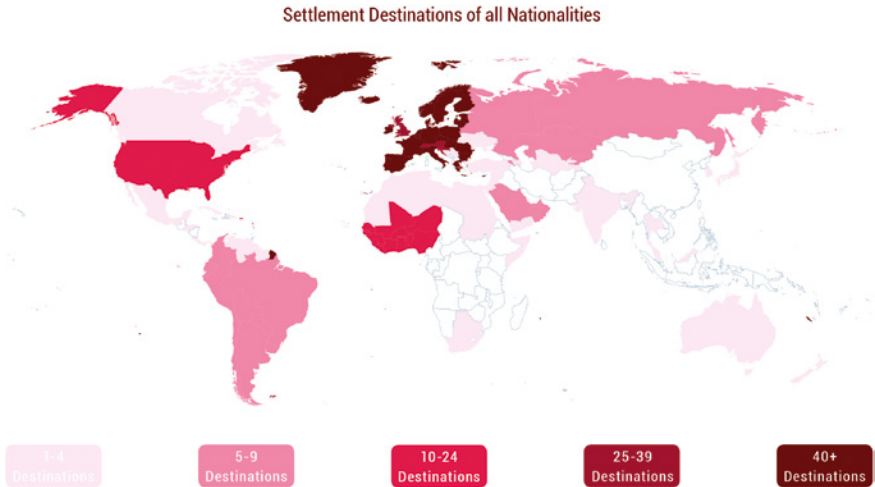 Settlement Destinations of all Nationalities
1-4
Destinations
5-9
Destinations
10-24
Destinations
25-39
Destinations
40+
Destinations